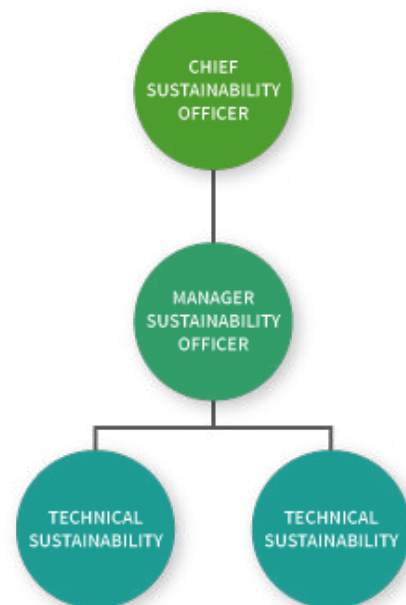 CHIEF
SUSTAINABILITY
OFFICER
MANAGER
SUSTAINABILITY
OFFICER
TECHNICAL
SUSTAINABILITY
TECHNICAL
SUSTAINABILITY